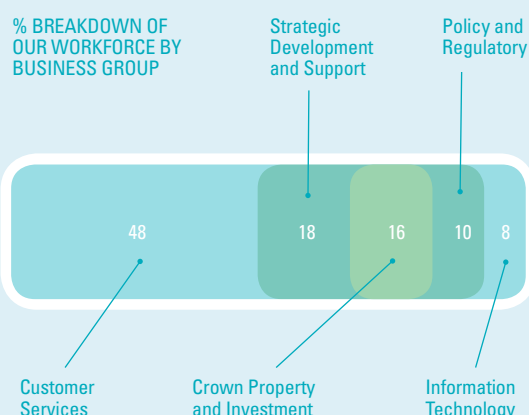 % BREAKDOWN OF
OUR WORKFORCE BY
BUSINESS GROUP
Strategic
Development
and Support
Policy and
Regulatory
48
18
16
10
8
Customer
Services
Crown Property
and Investment
Information
Technology